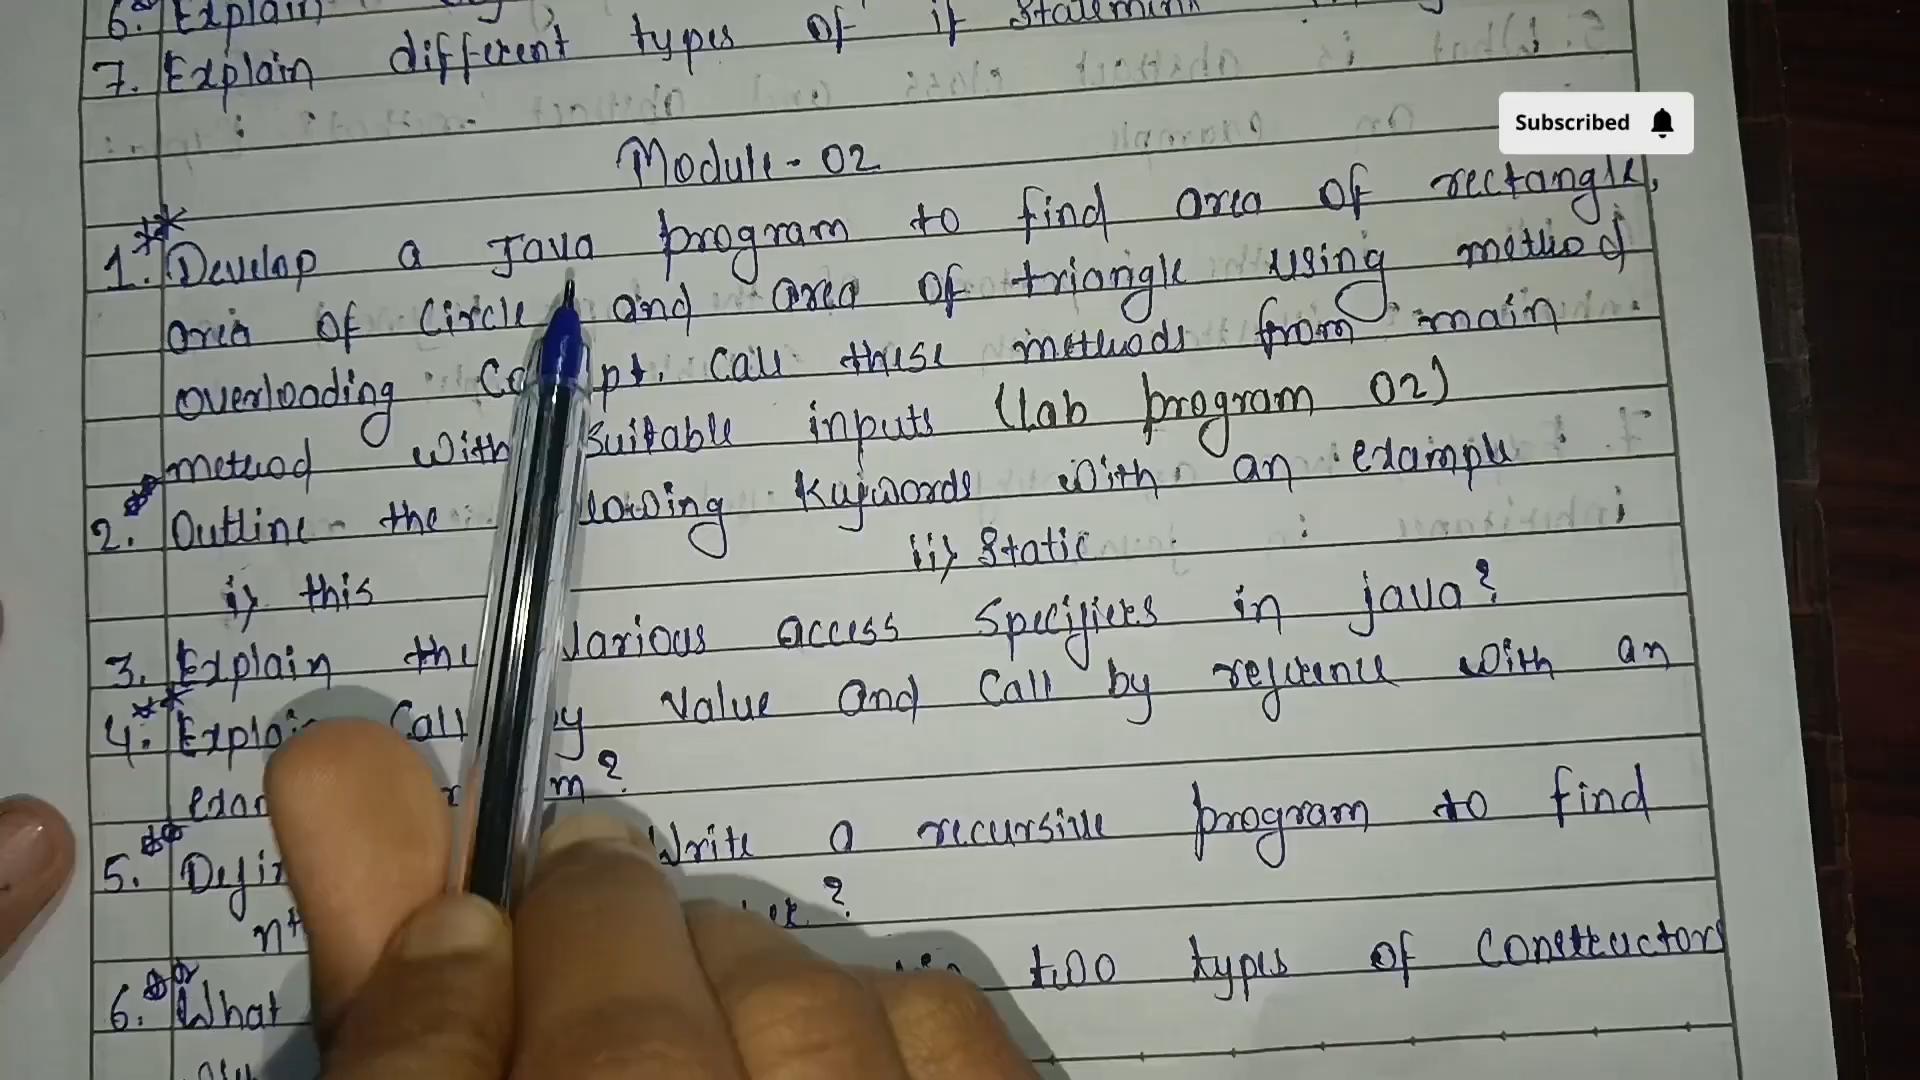 6. Explain
7. Explain different types of if statement
Subscribed
Module-02
1. Develop a Java program to find area of rectangle,
area of circle and area of triangle using method
overloading pt. Call these methods from main
method with suitable inputs (lab program 02)
2. Outline the lowing keywords with an example
i) this ii) static
3. Explain the various access specifiers in java?
4. Explain Call by value and Call by reference with an
m?
5. Write a recursive program to find
?
6. What two types of constructors